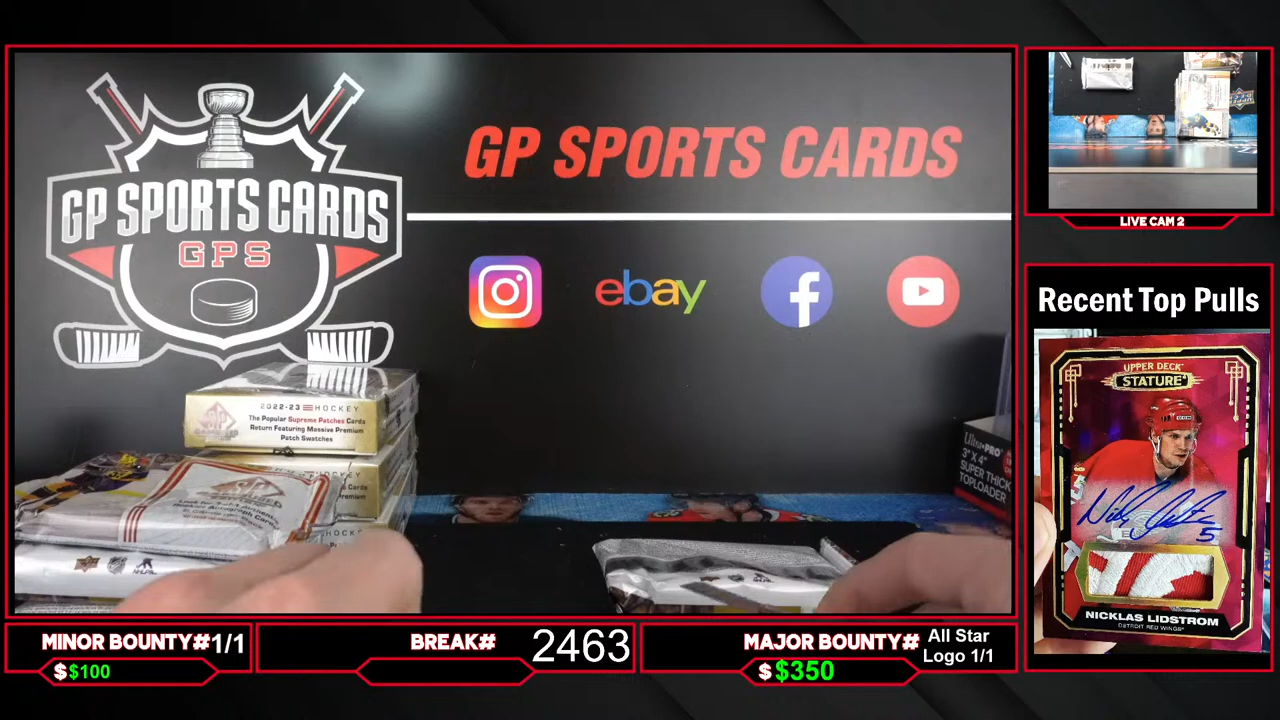 GP SPORTS CARDS
GPS
GP SPORTS CARDS
ebay
2022-23 HOCKEY
The Popular Supreme Patches Cards
Return Featuring Massive Premium
Patch Swatches
Ultra PRO
3" X 4"
SUPER THICK
TOPLOADER
LIVE CAM 2
Recent Top Pulls
UPPER DECK
STATURE
5
NICKLAS LIDSTROM
DETROIT RED WINGS
MINOR BOUNTY# 1/1
$ $100
BREAK# 2463
MAJOR BOUNTY# All Star
Logo 1/1
$ $350